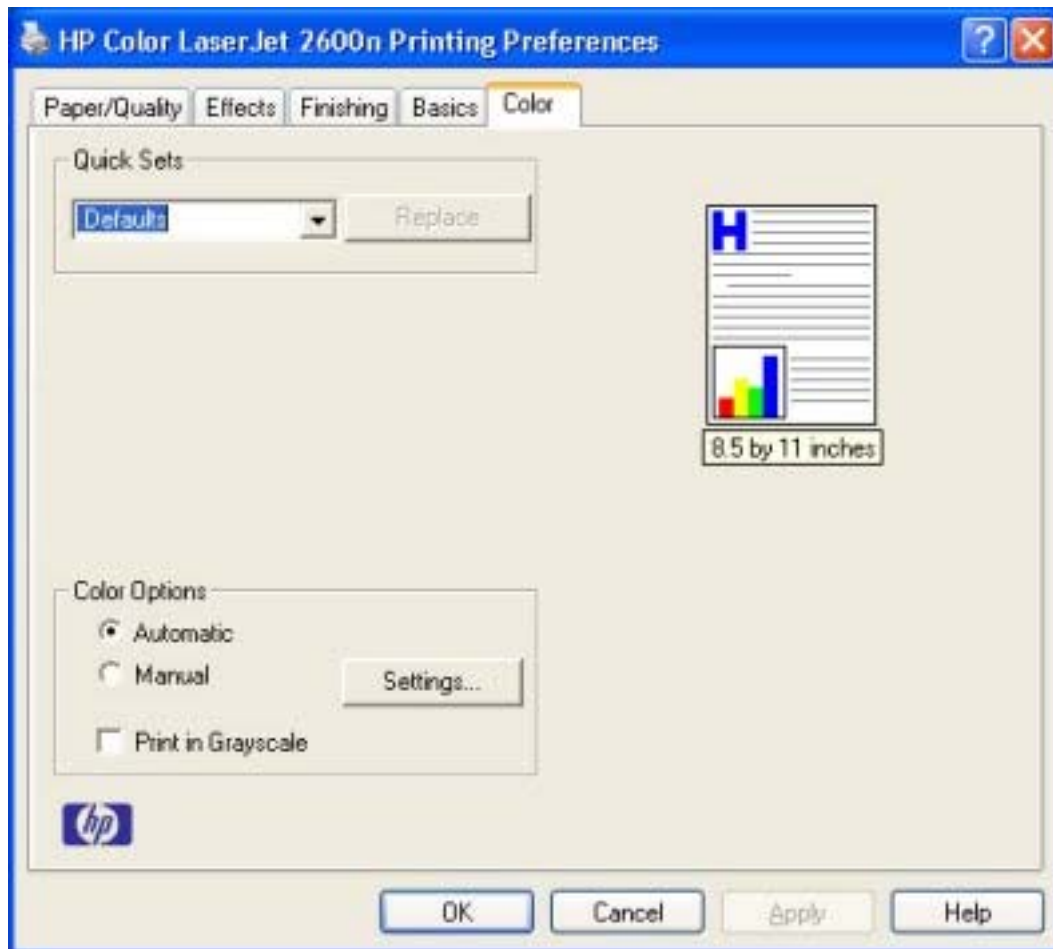 HP Color LaserJet 2600n Printing Preferences
Paper/Quality Effects Finishing Basics Color
Quick Sets
Defaults Replace
H
8.5 by 11 inches
Color Options
Automatic
Manual
Settings...
Print in Grayscale
hp
OK Cancel Apply Help